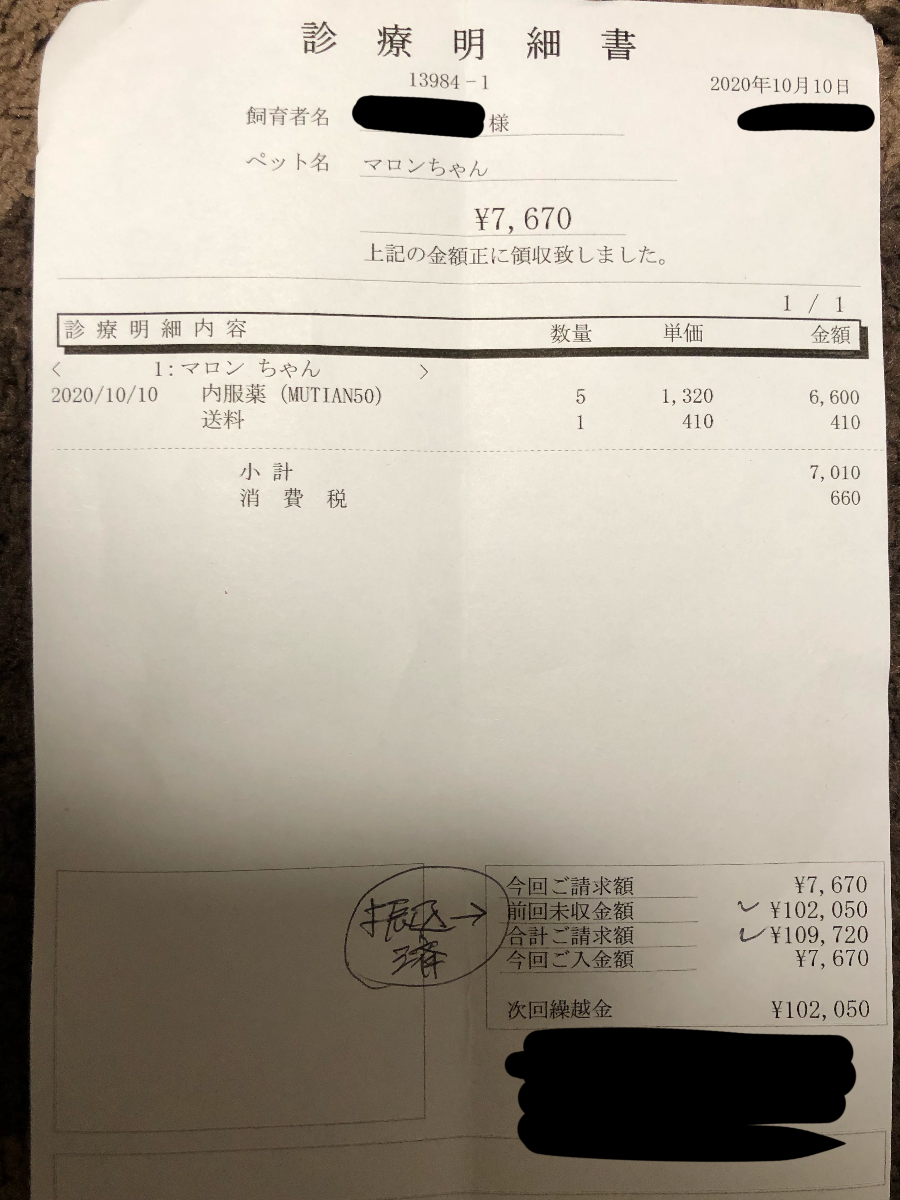 診療明細書
13984-1
2020年10月10日
飼育者名 様
ペット名 マロンちゃん
¥7,670
上記の金額正に領収致しました。
1 / 1
診療明細内容 数量 単価 金額
< 1:マロン ちゃん >
2020/10/10 内服薬 (MUTIAN50) 5 1,320 6,600
送料 1 410 410
小計 7,010
消費税 660
今回ご請求額 ¥7,670
振込済→ 前回未収金額 ✓ ¥102,050
合計ご請求額 ✓ ¥109,720
今回ご入金額 ¥7,670
次回繰越金 ¥102,050